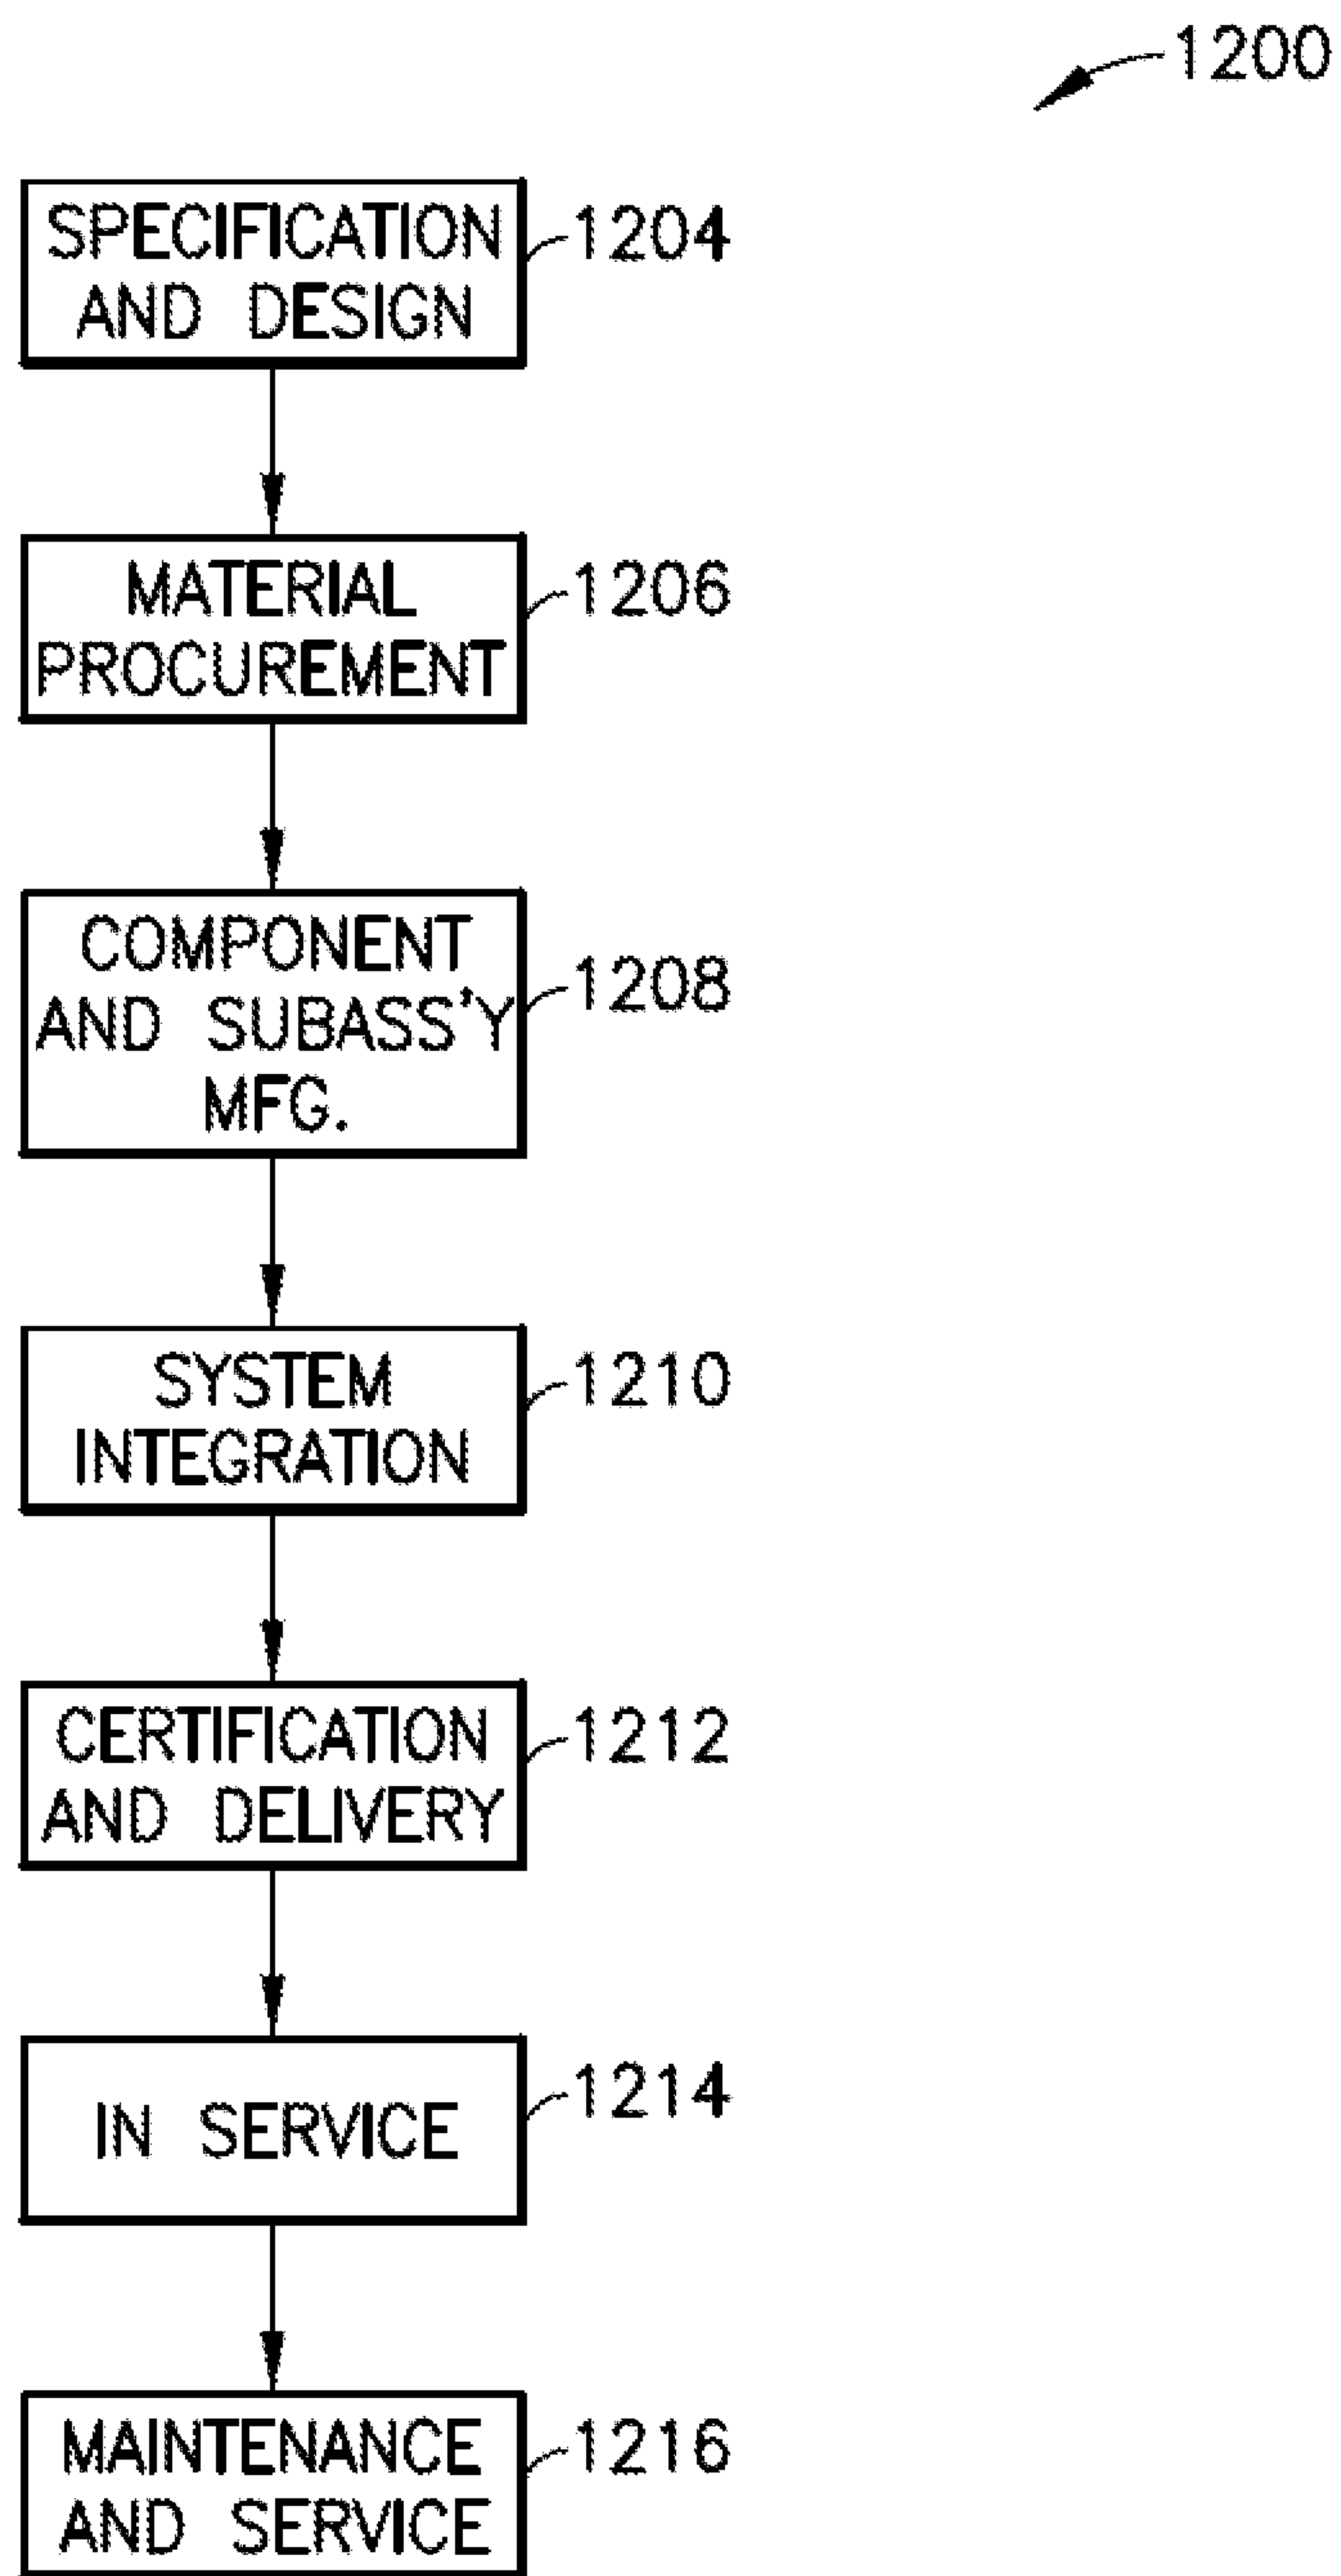 1200
SPECIFICATION
AND DESIGN
1204
MATERIAL
PROCUREMENT
1206
COMPONENT
AND SUBASS'Y
MFG.
1208
SYSTEM
INTEGRATION
1210
CERTIFICATION
AND DELIVERY
1212
IN SERVICE
1214
MAINTENANCE
AND SERVICE
1216